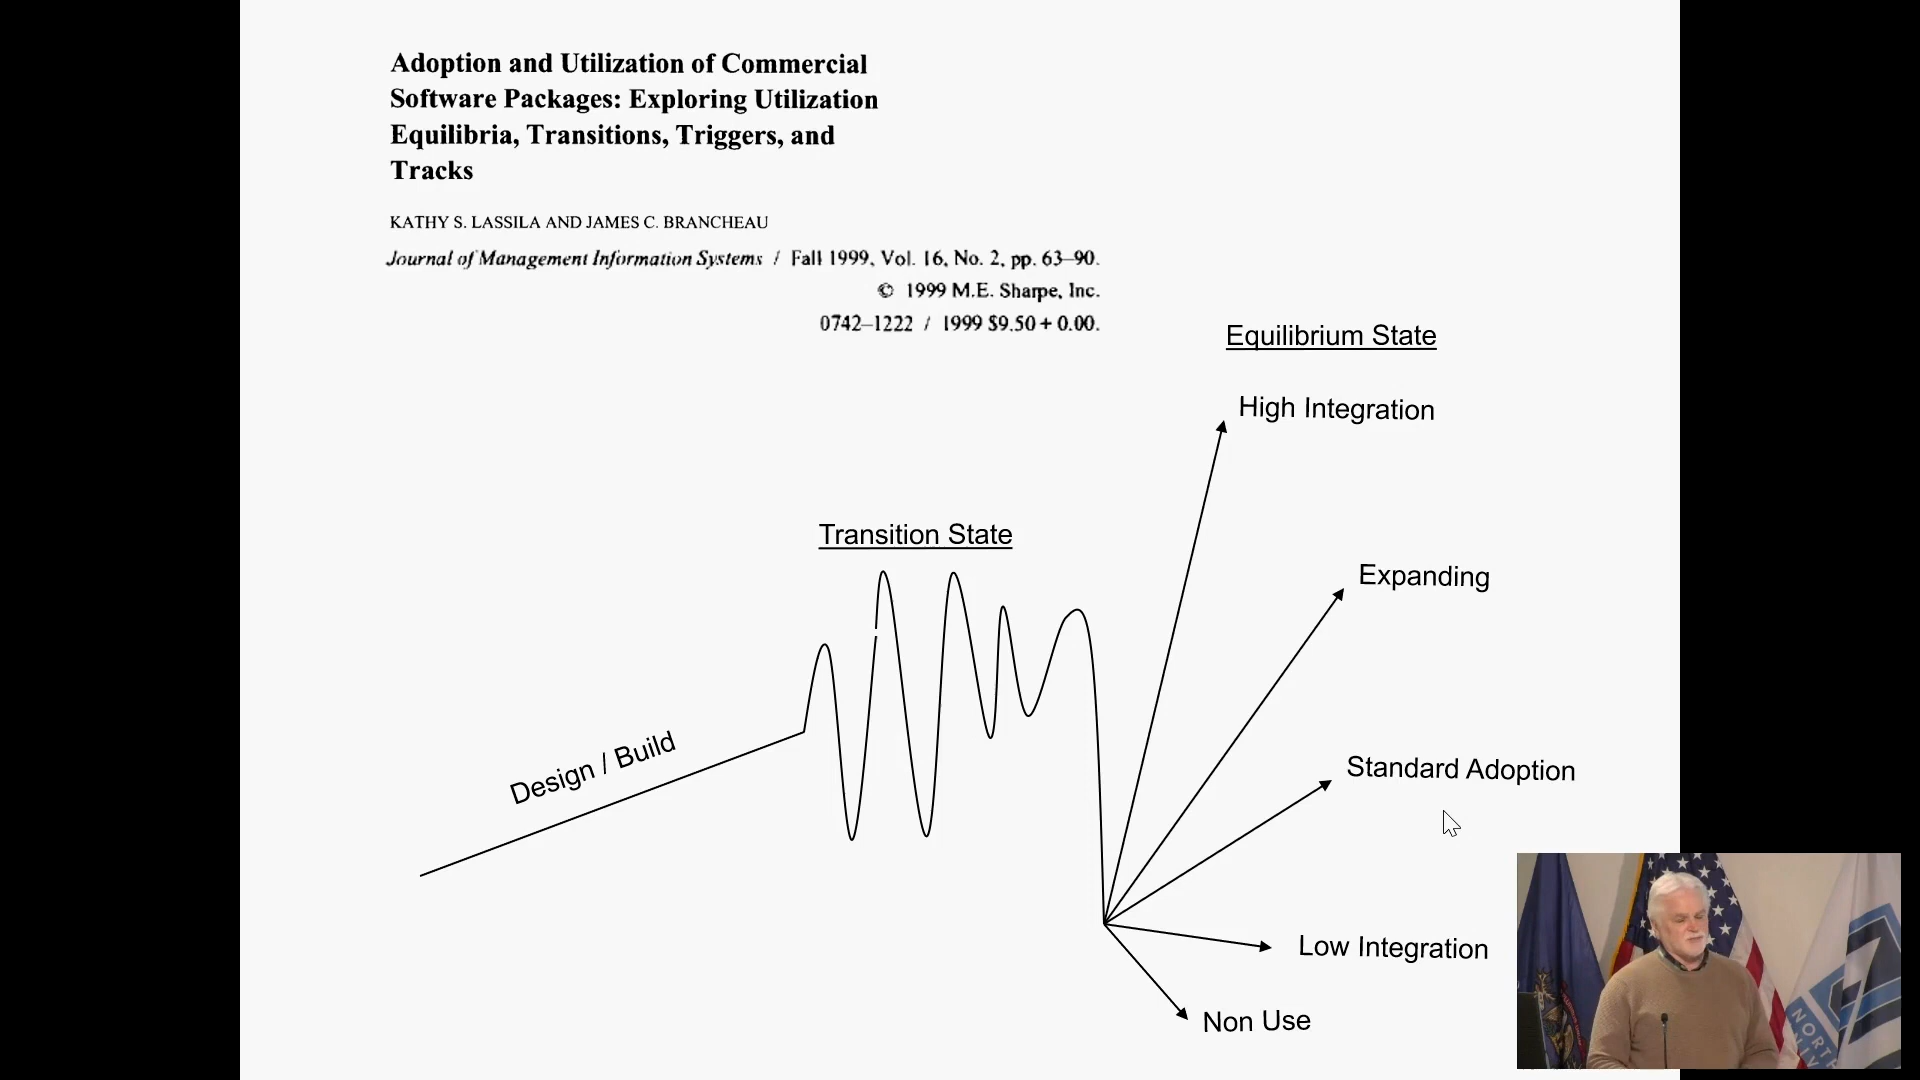 Adoption and Utilization of Commercial
Software Packages: Exploring Utilization
Equilibria, Transitions, Triggers, and
Tracks
KATHY S. LASSILA AND JAMES C. BRANCHEAU
Journal of Management Information Systems / Fall 1999, Vol. 16, No. 2, pp. 63–90.
© 1999 M.E. Sharpe, Inc.
0742–1222 / 1999 $9.50 + 0.00.
Equilibrium State
High Integration
Transition State
Expanding
Design / Build
Standard Adoption
Low Integration
Non Use